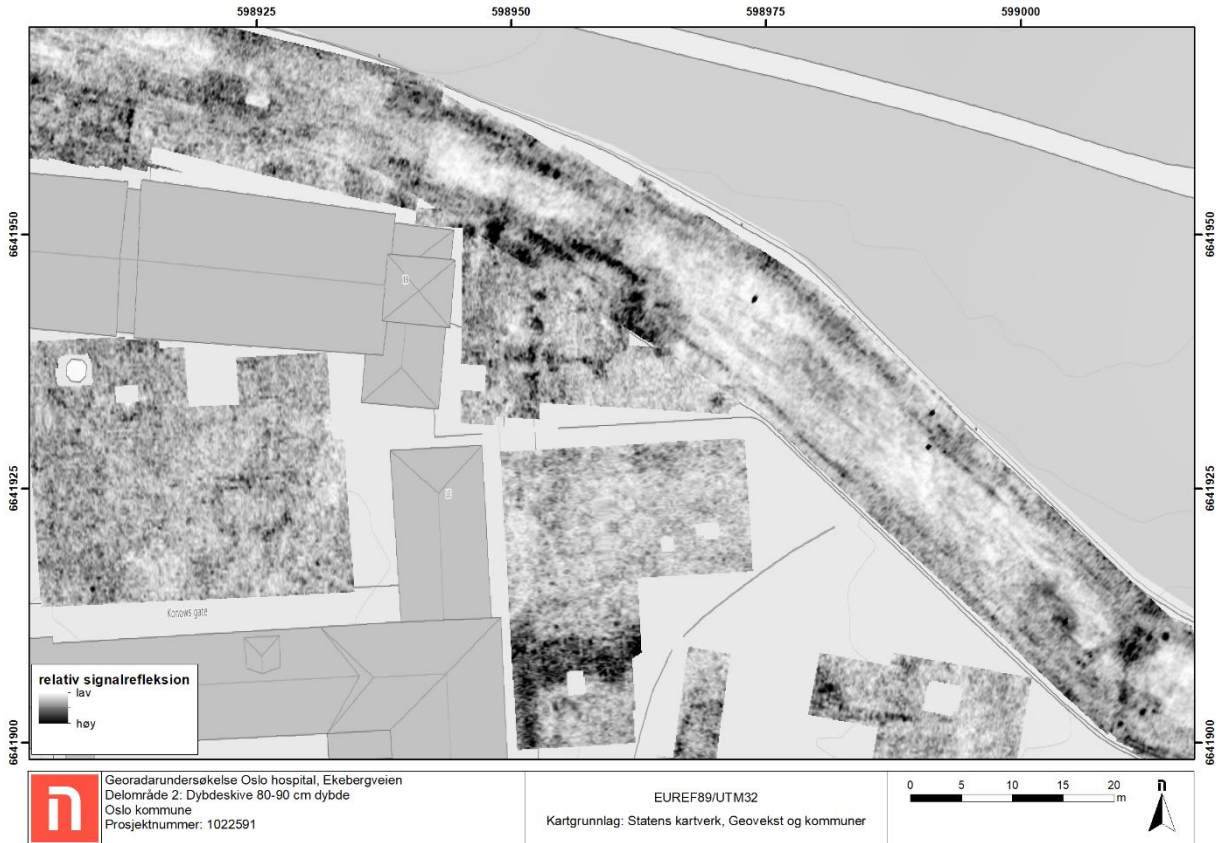 598925
598950
598975
599000
6641950
6641950
6641925
6641925
Konows gate
relativ signalrefleksion
lav
høy
6641900
6641900
n
Georadarundersøkelse Oslo hospital, Ekebergveien
Delområde 2: Dybdeskive 80-90 cm dybde
Oslo kommune
Prosjektnummer: 1022591
EUREF89/UTM32
Kartgrunnlag: Statens kartverk, Geovekst og kommuner
0 5 10 15 20
m
n